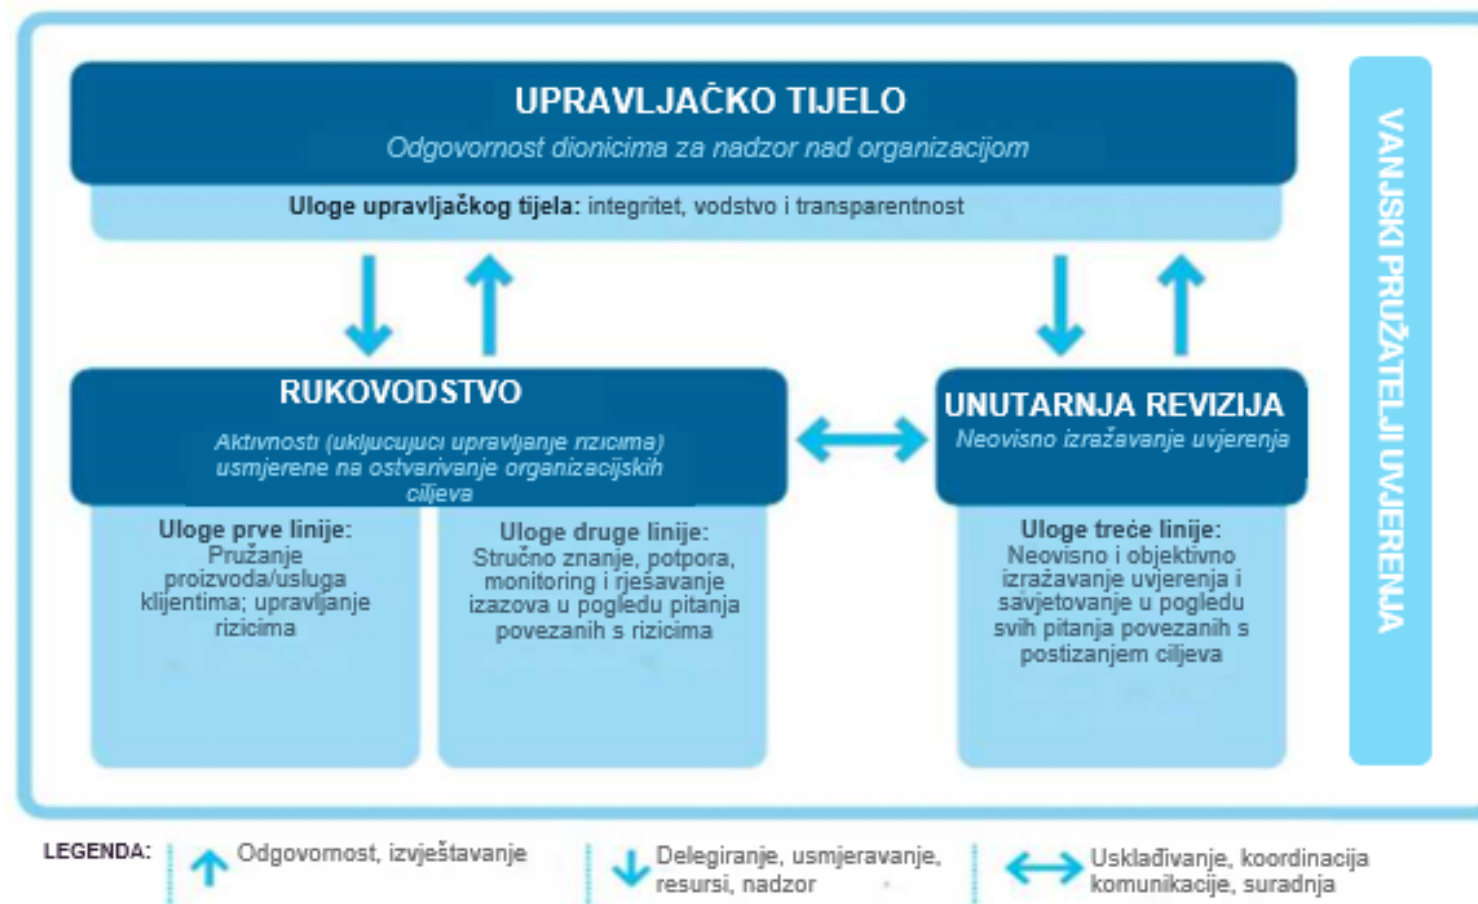 UPRAVLJAČKO TIJELO
Odgovornost dionicima za nadzor nad organizacijom
Uloge upravljačkog tijela: integritet, vodstvo i transparentnost
RUKOVODSTVO
Aktivnosti (ukljucujuci upravljanje rizicima)
usmjerene na ostvarivanje organizacijskih
ciljeva
UNUTARNJA REVIZIJA
Neovisno izražavanje uvjerenja
Uloge prve linije:
Pružanje
proizvoda/usluga
klijentima; upravljanje
rizicima
Uloge druge linije:
Stručno znanje, potpora,
monitoring i rješavanje
izazova u pogledu pitanja
povezanih s rizicima
Uloge treće linije:
Neovisno i objektivno
izražavanje uvjerenja i
savjetovanje u pogledu
svih pitanja povezanih s
postizanjem ciljeva
VANJSKI PRUŽATELJI UVJERENJA
LEGENDA:
Odgovornost, izvještavanje
Delegiranje, usmjeravanje,
resursi, nadzor
Usklađivanje, koordinacija
komunikacije, suradnja